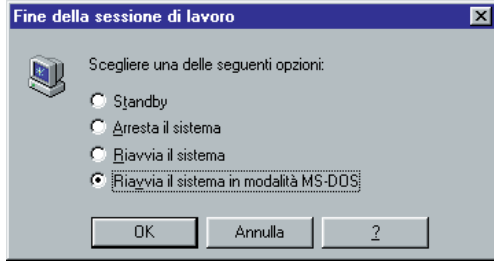 Fine della sessione di lavoro
Scegliere una delle seguenti opzioni:
Standby
Arresta il sistema
Riavvia il sistema
Riavvia il sistema in modalità MS-DOS
OK Annulla ?